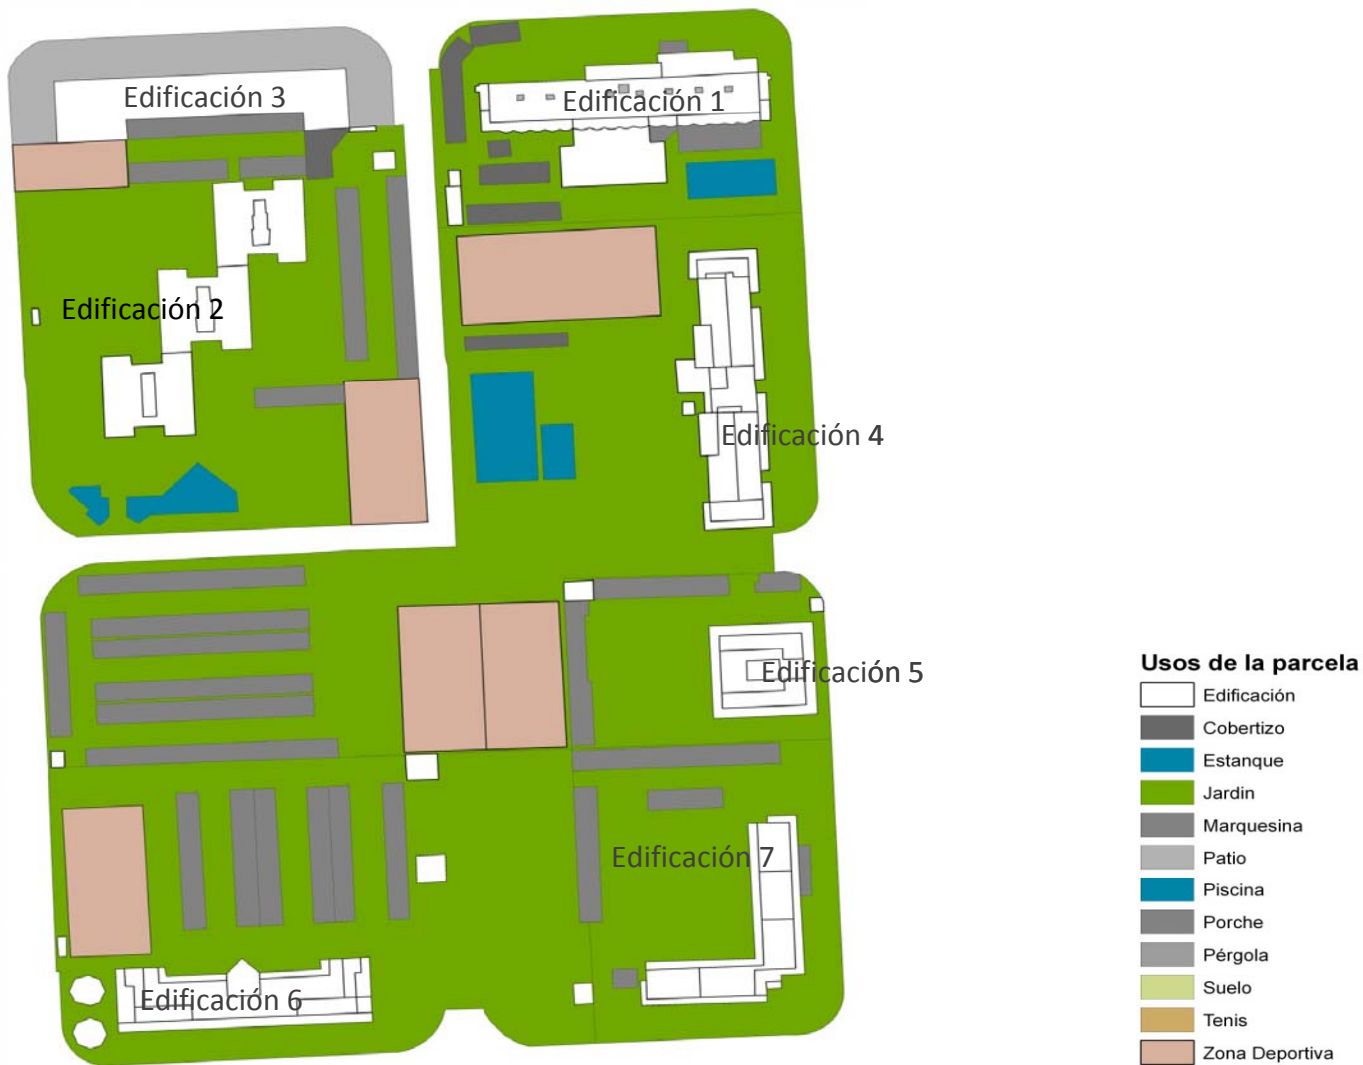 Edificación 3
Edificación 1
Edificación 2
Edificación 4
Edificación 5
Edificación 7
Edificación 6
Usos de la parcela
Edificación
Cobertizo
Estanque
Jardin
Marquesina
Patio
Piscina
Porche
Pérgola
Suelo
Tenis
Zona Deportiva